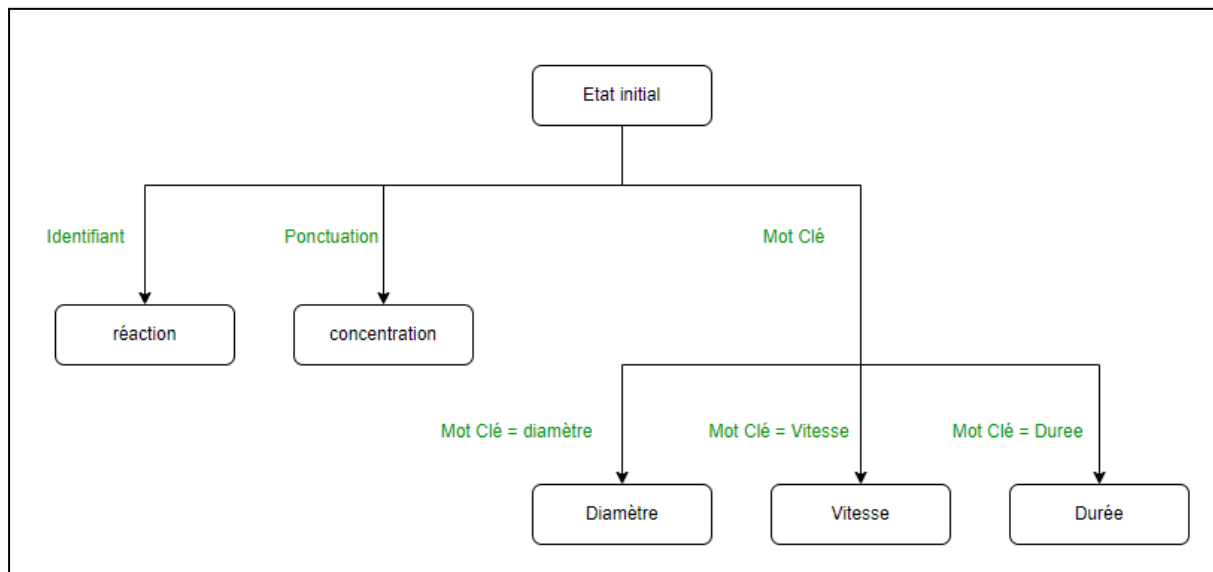 Etat initial
Identifiant
Ponctuation
Mot Clé
réaction
concentration
Mot Clé = diamètre
Mot Clé = Vitesse
Mot Clé = Duree
Diamètre
Vitesse
Durée